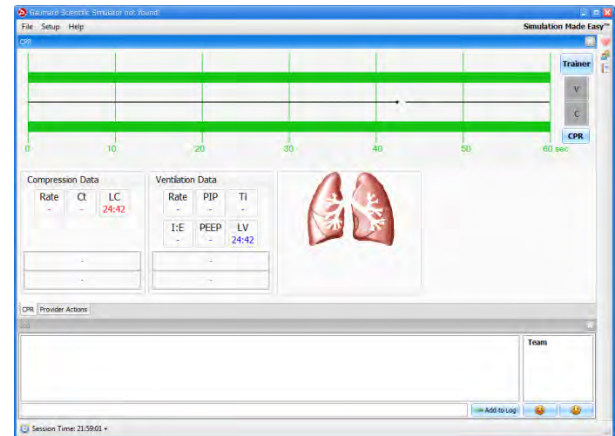 Gaumard Scientific Simulator not found!
File Setup Help Simulation Made Easy™
CPR
Trainer
V
C
CPR
0 10 20 30 40 50 60 sec
Compression Data
Rate Ct LC
- - 24:42
-
-
Ventilation Data
Rate PIP Ti
- - -
I:E PEEP LV
- - 24:42
-
-
CPR Provider Actions
Team
Add to Log
Session Time: 21:59:01